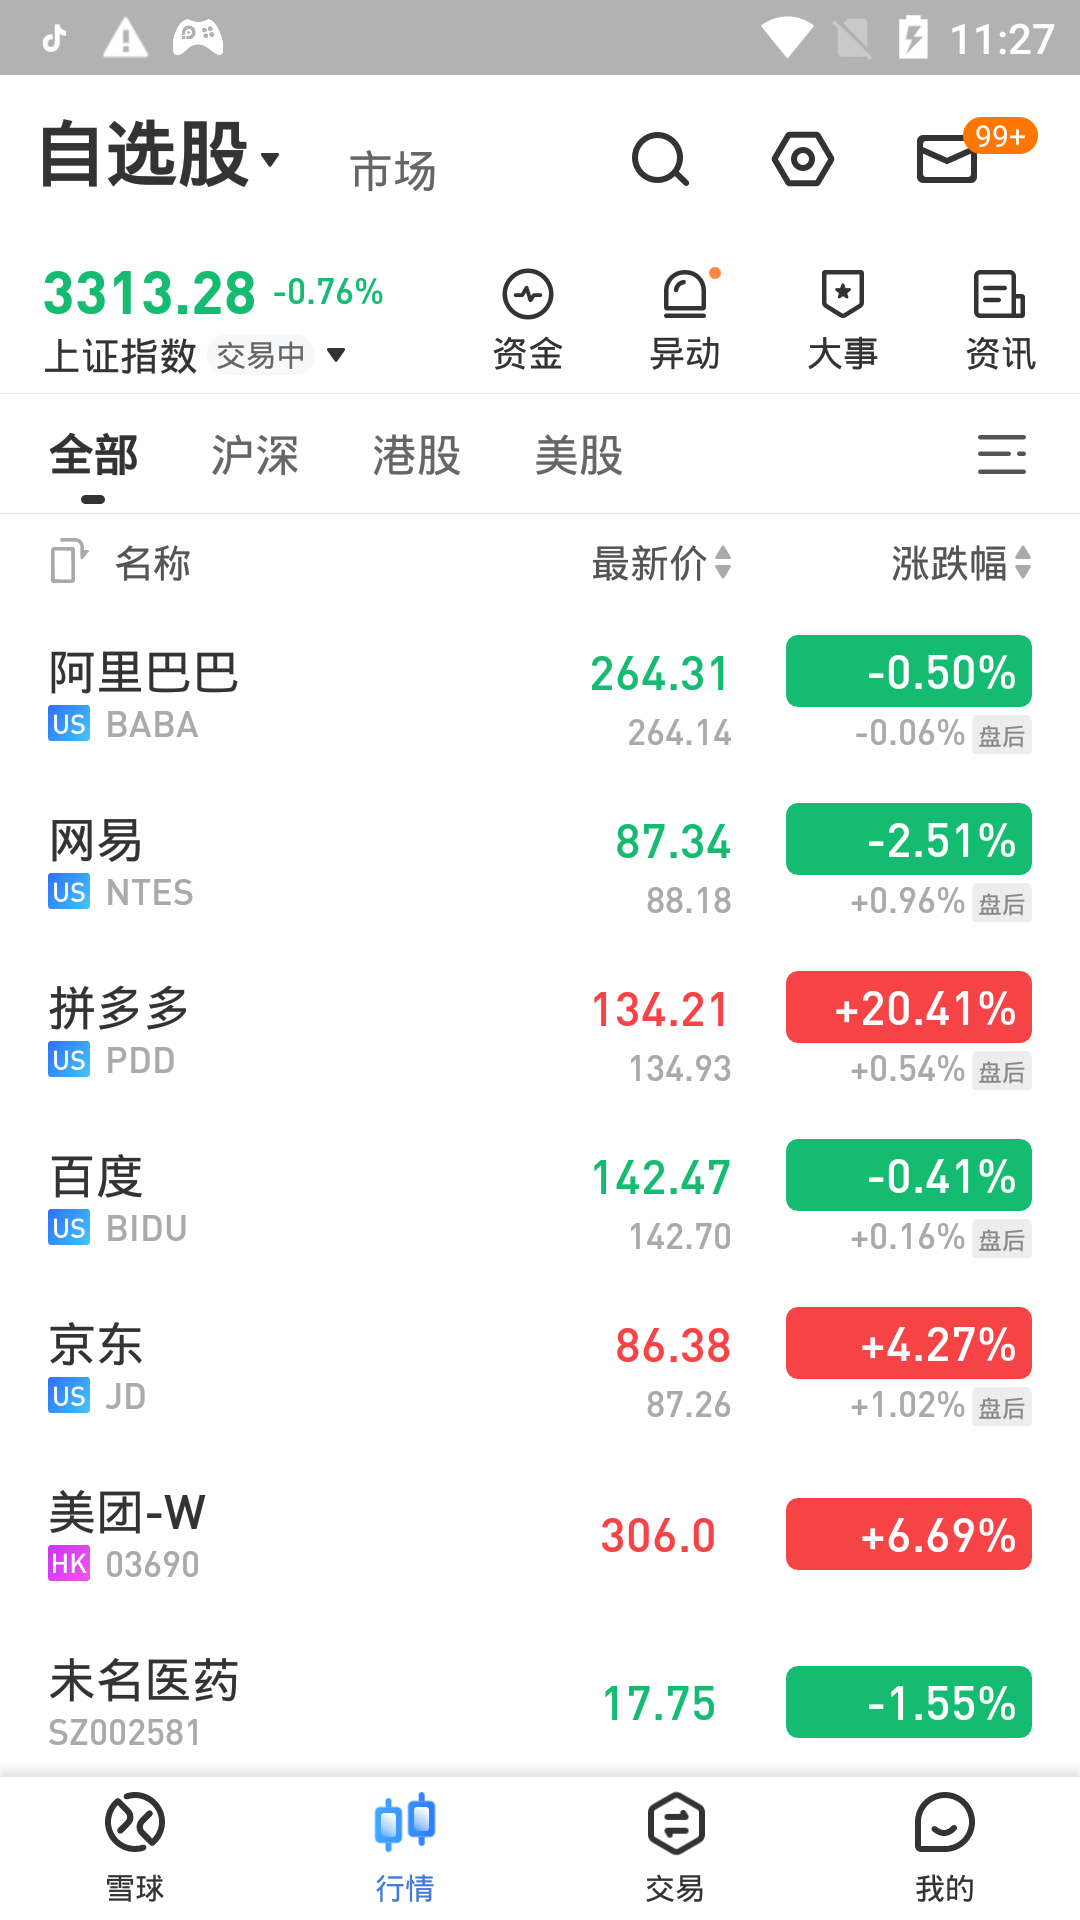 11:27
自选股 市场 99+
3313.28 -0.76%
上证指数 交易中
资金 异动 大事 资讯
全部 沪深 港股 美股
名称 最新价 涨跌幅
阿里巴巴 264.31 -0.50%
US BABA 264.14 -0.06% 盘后
网易 87.34 -2.51%
US NTES 88.18 +0.96% 盘后
拼多多 134.21 +20.41%
US PDD 134.93 +0.54% 盘后
百度 142.47 -0.41%
US BIDU 142.70 +0.16% 盘后
京东 86.38 +4.27%
US JD 87.26 +1.02% 盘后
美团-W 306.0 +6.69%
HK 03690
未名医药 17.75 -1.55%
SZ002581
雪球 行情 交易 我的